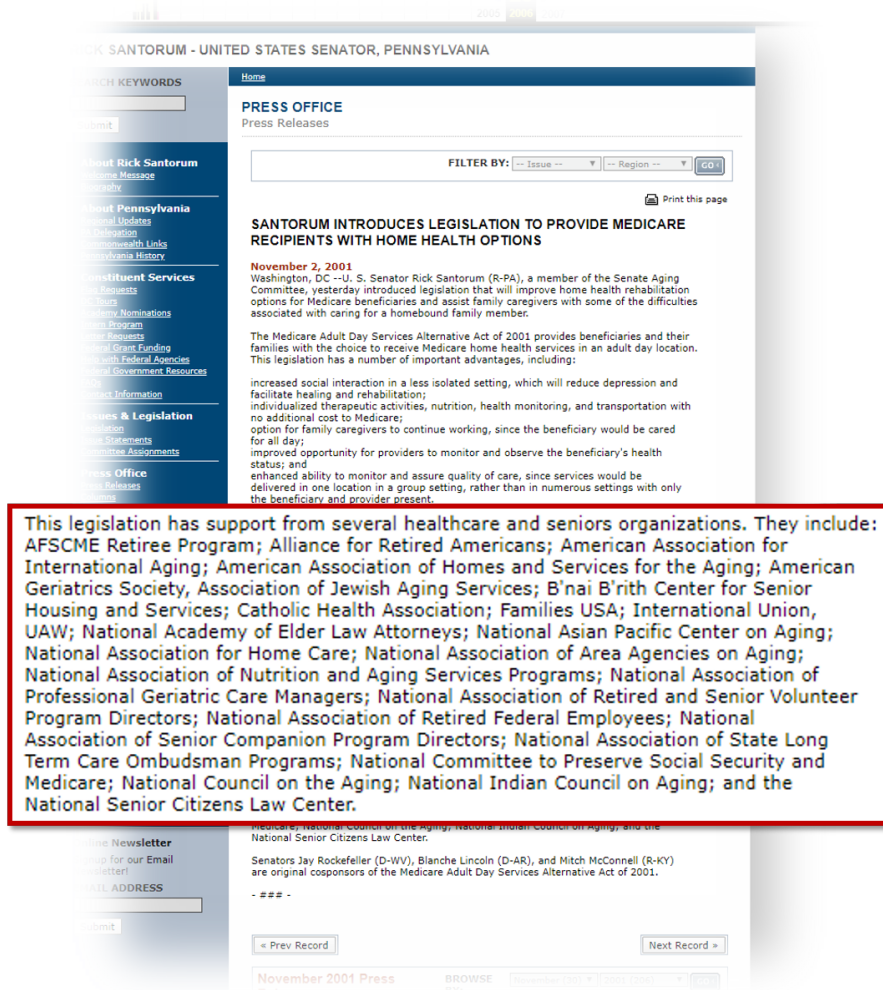 2005 2006
SANTORUM - UNITED STATES SENATOR, PENNSYLVANIA
KEYWORDS
Home
PRESS OFFICE
Press Releases
FILTER BY: -- Issue -- -- Region -- GO
Print this page
About Rick Santorum
Welcome Message
Biography
About Pennsylvania
Regional Updates
Delegation
Commonwealth Links
Pennsylvania History
Constituent Services
Requests
Tours
Academy Nominations
Program
Requests
Federal Grant Funding
with Federal Agencies
Federal Government Resources
Contact Information
Issues & Legislation
Legislation
Statements
Committee Assignments
Press Office
Press Releases
SANTORUM INTRODUCES LEGISLATION TO PROVIDE MEDICARE
RECIPIENTS WITH HOME HEALTH OPTIONS
November 2, 2001
Washington, DC --U. S. Senator Rick Santorum (R-PA), a member of the Senate Aging
Committee, yesterday introduced legislation that will improve home health rehabilitation
options for Medicare beneficiaries and assist family caregivers with some of the difficulties
associated with caring for a homebound family member.
The Medicare Adult Day Services Alternative Act of 2001 provides beneficiaries and their
families with the choice to receive Medicare home health services in an adult day location.
This legislation has a number of important advantages, including:
increased social interaction in a less isolated setting, which will reduce depression and
facilitate healing and rehabilitation;
individualized therapeutic activities, nutrition, health monitoring, and transportation with
no additional cost to Medicare;
option for family caregivers to continue working, since the beneficiary would be cared
for all day;
improved opportunity for providers to monitor and observe the beneficiary's health
status; and
enhanced ability to monitor and assure quality of care, since services would be
delivered in one location in a group setting, rather than in numerous settings with only
the beneficiary and provider present.
This legislation has support from several healthcare and seniors organizations. They include:
AFSCME Retiree Program; Alliance for Retired Americans; American Association for
International Aging; American Association of Homes and Services for the Aging; American
Geriatrics Society, Association of Jewish Aging Services; B'nai B'rith Center for Senior
Housing and Services; Catholic Health Association; Families USA; International Union,
UAW; National Academy of Elder Law Attorneys; National Asian Pacific Center on Aging;
National Association for Home Care; National Association of Area Agencies on Aging;
National Association of Nutrition and Aging Services Programs; National Association of
Professional Geriatric Care Managers; National Association of Retired and Senior Volunteer
Program Directors; National Association of Retired Federal Employees; National
Association of Senior Companion Program Directors; National Association of State Long
Term Care Ombudsman Programs; National Committee to Preserve Social Security and
Medicare; National Council on the Aging; National Indian Council on Aging; and the
National Senior Citizens Law Center.
Medicare; National Council on the Aging; National Indian Council on Aging; and the
National Senior Citizens Law Center.
Newsletter
for our Email
ADDRESS
Senators Jay Rockefeller (D-WV), Blanche Lincoln (D-AR), and Mitch McConnell (R-KY)
are original cosponsors of the Medicare Adult Day Services Alternative Act of 2001.
- ### -
« Prev Record Next Record »
November 2001 Press BROWSE